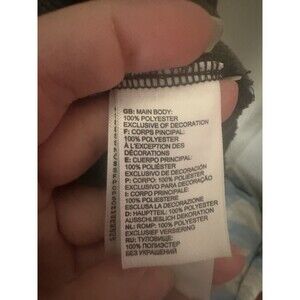 GB: MAIN BODY:
100% POLYESTER
EXCLUSIVE OF DECORATION
F: CORPS PINCIPAL:
100% POLYESTER
À L'EXCEPTION DES
DÉCORATIONS
E: CUERPO PRINCIPAL:
100% POLIÉSTER
EXCLUSIVO DE DECORACIÓN
P: CORPO: 100% POLIÉSTER
EXCLUSIVO PARA DECORAÇÃO
I: CORPO PRINCIPALE:
100% POLIESTERE
ESCLUSA LA DECORAZIONE
D: HAUPTTEIL: 100% POLYESTER
AUSSCHLIESSLICH DEKORATION
NL: ROMP: 100% POLYESTER
EXCLUSIEF VERSIERING
RU: ТУЛОВИЩЕ:
100% ПОЛИЭСТЕР
БЕЗ УКРАШЕНИЙ